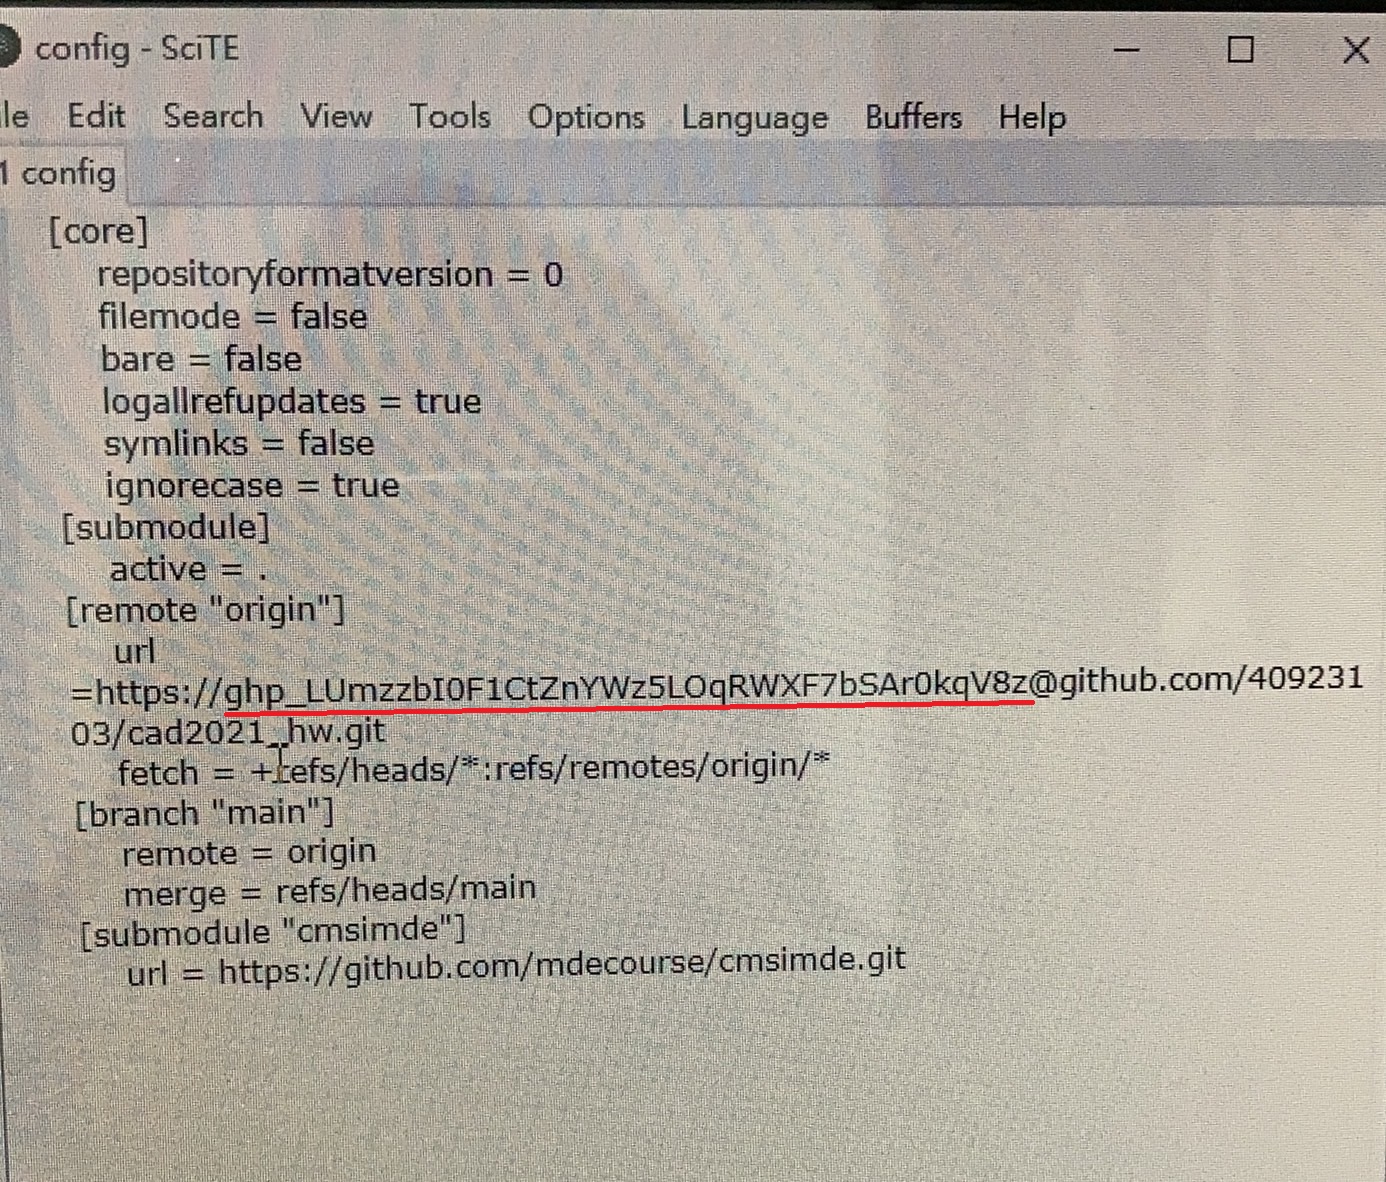 config - SciTE
le Edit Search View Tools Options Language Buffers Help
1 config
[core]
repositoryformatversion = 0
filemode = false
bare = false
logallrefupdates = true
symlinks = false
ignorecase = true
[submodule]
active = .
[remote "origin"]
url
=https://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@github.com/409231
03/cad2021_hw.git
fetch = +refs/heads/*:refs/remotes/origin/*
[branch "main"]
remote = origin
merge = refs/heads/main
[submodule "cmsimde"]
url = https://github.com/mdecourse/cmsimde.git